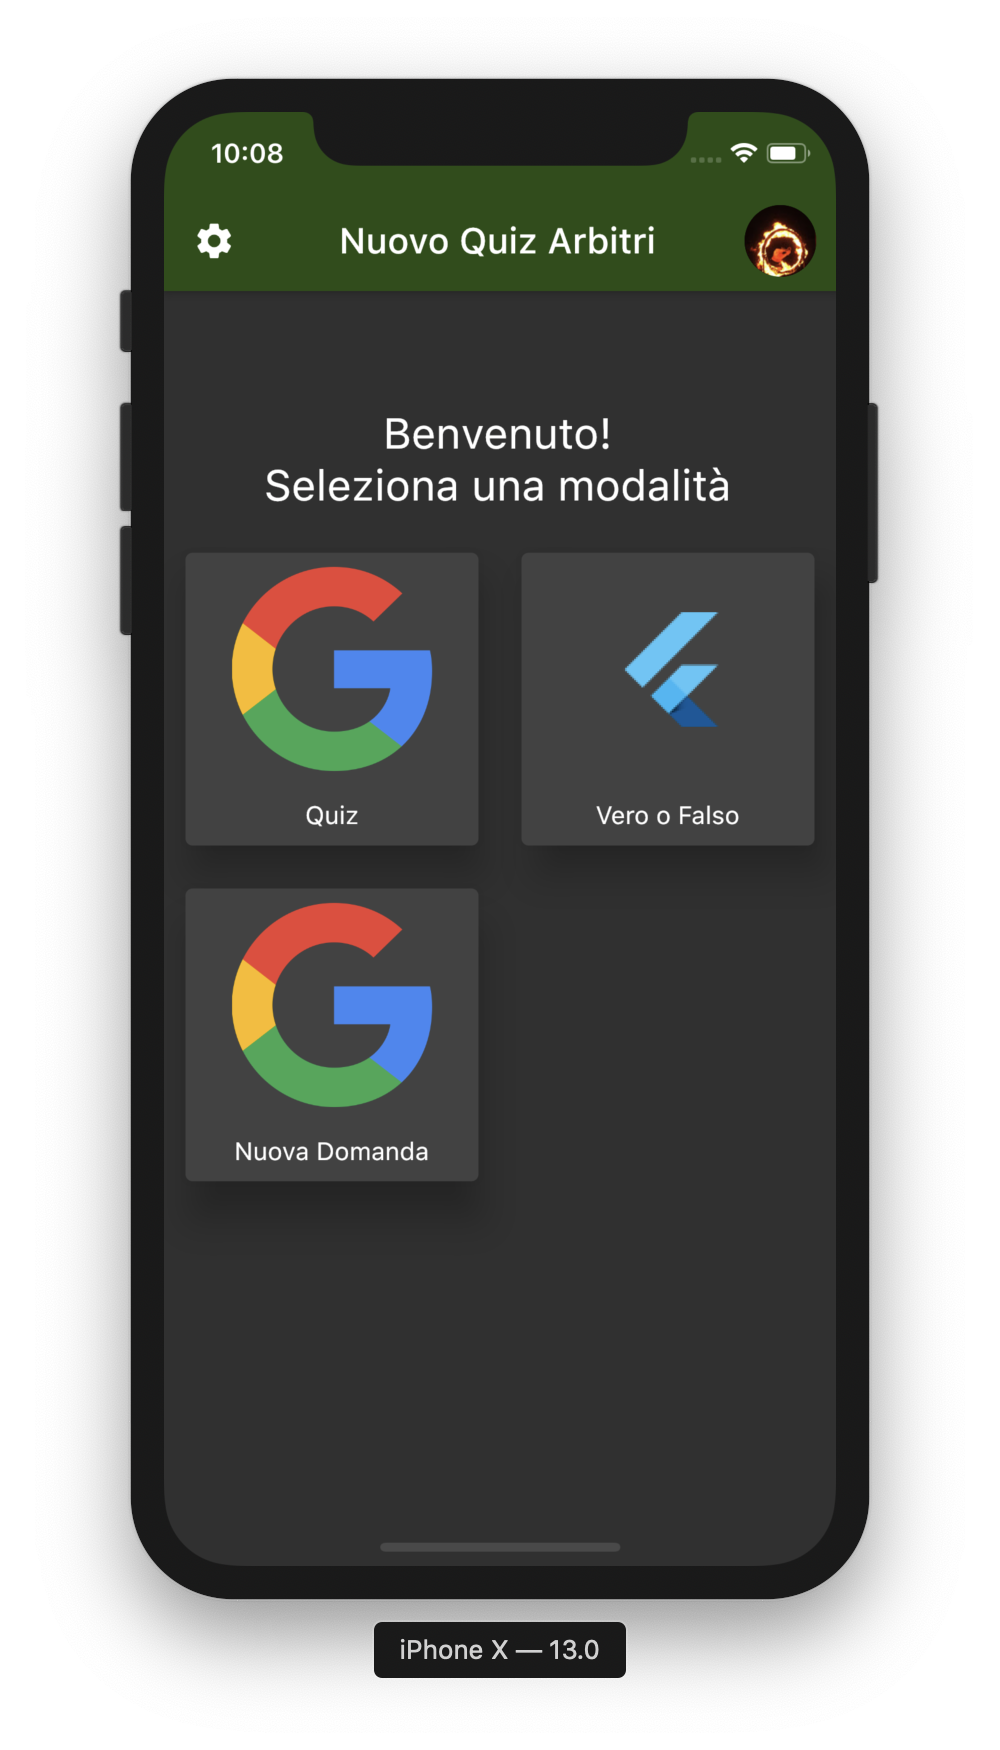 10:08
Nuovo Quiz Arbitri
Benvenuto!
Seleziona una modalità
Quiz
Vero o Falso
Nuova Domanda
iPhone X — 13.0